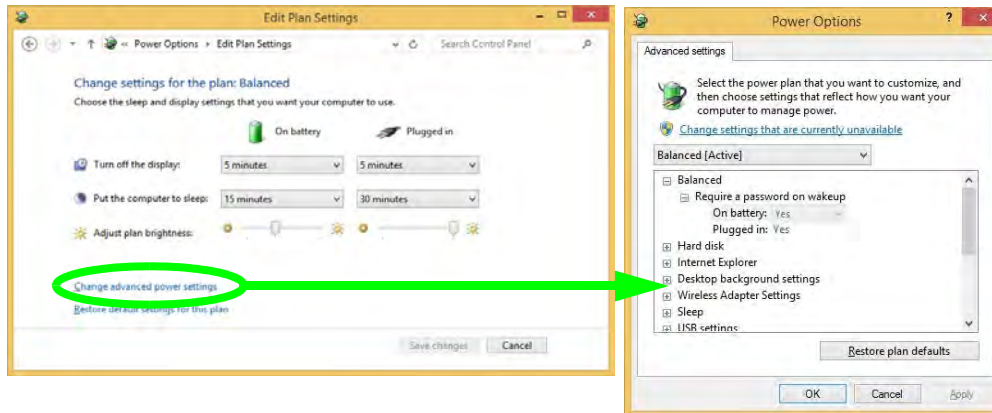 Edit Plan Settings
« Power Options ▸ Edit Plan Settings
Search Control Panel
Change settings for the plan: Balanced
Choose the sleep and display settings that you want your computer to use.
On battery
Plugged in
Turn off the display:
5 minutes
5 minutes
Put the computer to sleep:
15 minutes
30 minutes
Adjust plan brightness:
Change advanced power settings
Restore default settings for this plan
Save changes
Cancel
Power Options
?
Advanced settings
Select the power plan that you want to customize, and
then choose settings that reflect how you want your
computer to manage power.
Change settings that are currently unavailable
Balanced [Active]
Balanced
Require a password on wakeup
On battery: Yes
Plugged in: Yes
Hard disk
Internet Explorer
Desktop background settings
Wireless Adapter Settings
Sleep
USB settings
Restore plan defaults
OK
Cancel
Apply